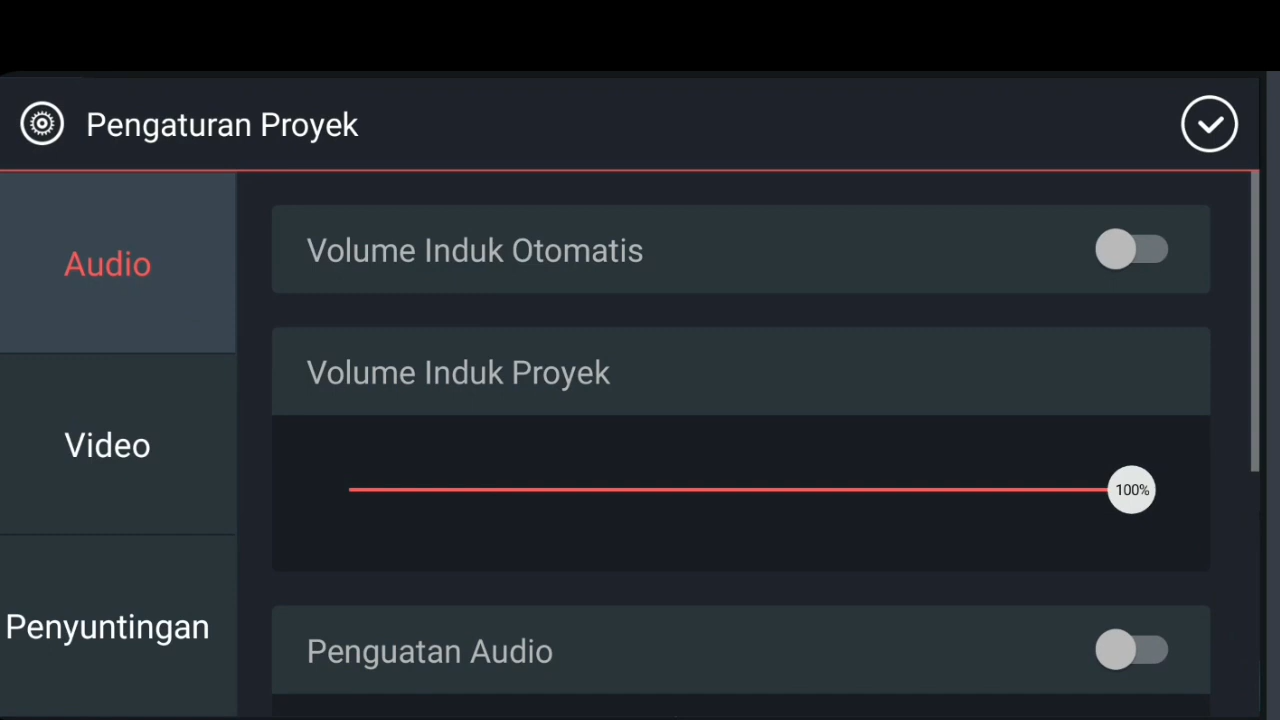 Pengaturan Proyek
Audio
Volume Induk Otomatis
Volume Induk Proyek
Video
100%
Penyuntingan
Penguatan Audio